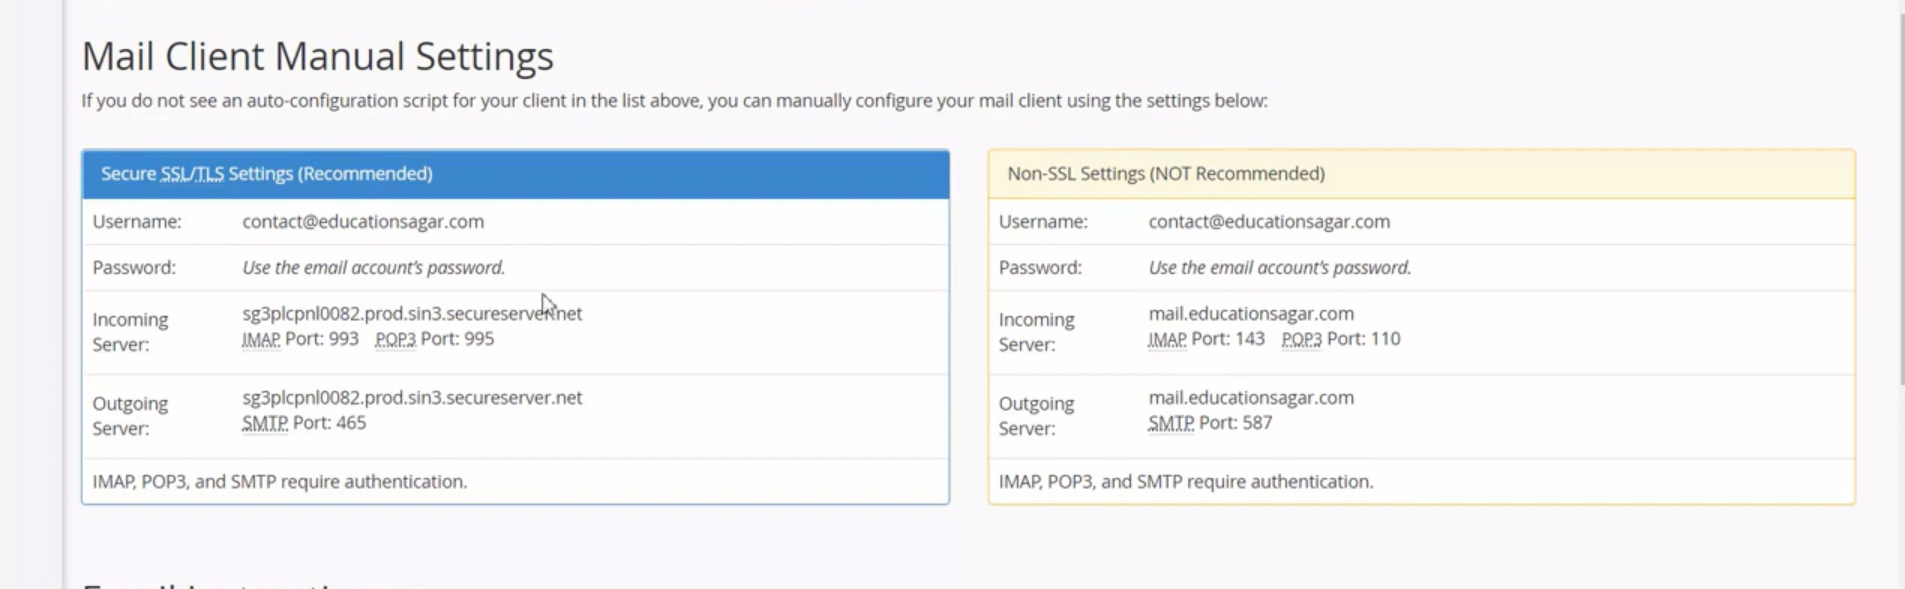 Mail Client Manual Settings
If you do not see an auto-configuration script for your client in the list above, you can manually configure your mail client using the settings below:
Secure SSL/TLS Settings (Recommended)
Username: contact@educationsagar.com
Password: Use the email account's password.
Incoming Server: sg3plcpnl0082.prod.sin3.secureserver.net
IMAP Port: 993 POP3 Port: 995
Outgoing Server: sg3plcpnl0082.prod.sin3.secureserver.net
SMTP Port: 465
IMAP, POP3, and SMTP require authentication.
Non-SSL Settings (NOT Recommended)
Username: contact@educationsagar.com
Password: Use the email account's password.
Incoming Server: mail.educationsagar.com
IMAP Port: 143 POP3 Port: 110
Outgoing Server: mail.educationsagar.com
SMTP Port: 587
IMAP, POP3, and SMTP require authentication.